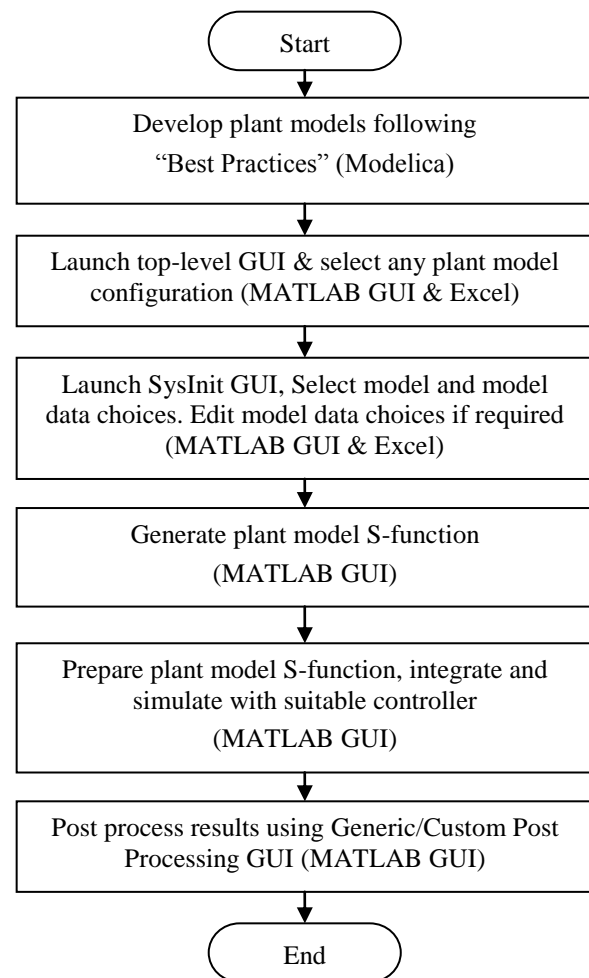 Start
Develop plant models following
“Best Practices” (Modelica)
Launch top-level GUI & select any plant model
configuration (MATLAB GUI & Excel)
Launch SysInit GUI, Select model and model
data choices. Edit model data choices if required
(MATLAB GUI & Excel)
Generate plant model S-function
(MATLAB GUI)
Prepare plant model S-function, integrate and
simulate with suitable controller
(MATLAB GUI)
Post process results using Generic/Custom Post
Processing GUI (MATLAB GUI)
End